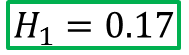 H₁ = 0.17